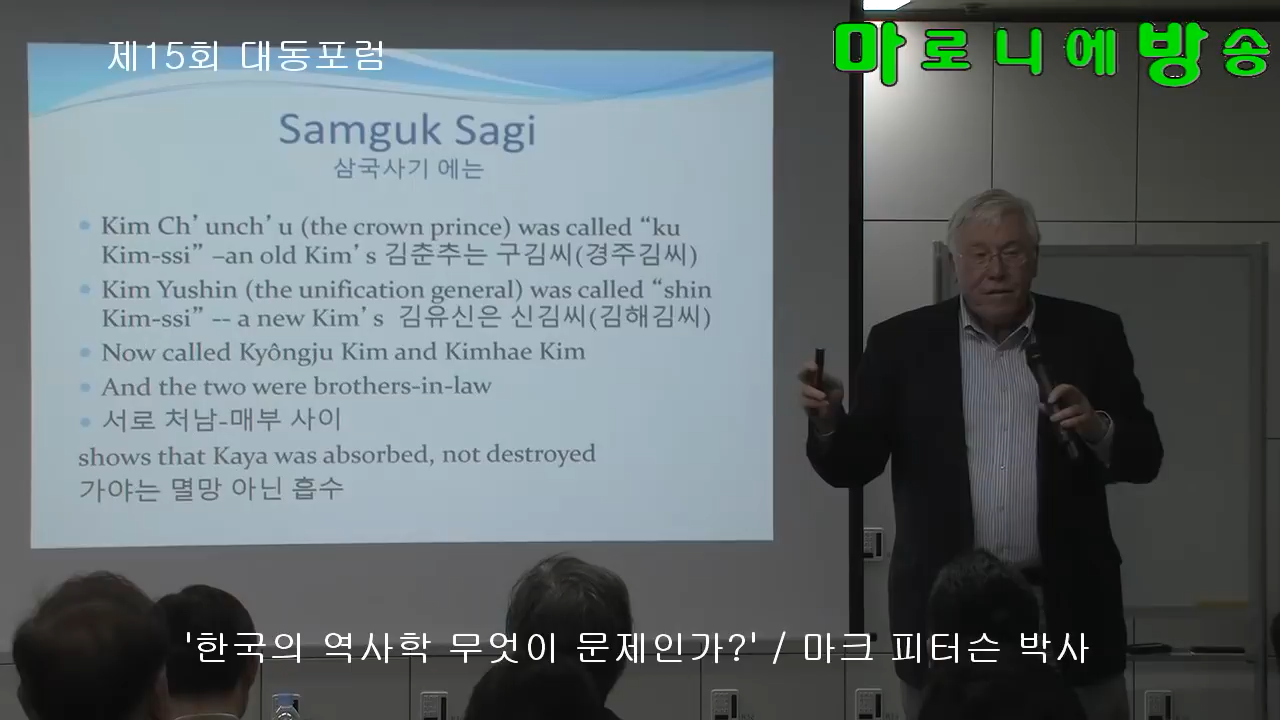 제15회 대동포럼
마로니에방송
Samguk Sagi
삼국사기 에는
Kim Ch’unch’u (the crown prince) was called “ku
Kim-ssi” –an old Kim’s 김춘추는 구김씨(경주김씨)
Kim Yushin (the unification general) was called “shin
Kim-ssi” -- a new Kim’s 김유신은 신김씨(김해김씨)
Now called Kyôngju Kim and Kimhae Kim
And the two were brothers-in-law
서로 처남-매부 사이
shows that Kaya was absorbed, not destroyed
가야는 멸망 아닌 흡수
'한국의 역사학 무엇이 문제인가?' / 마크 피터슨 박사